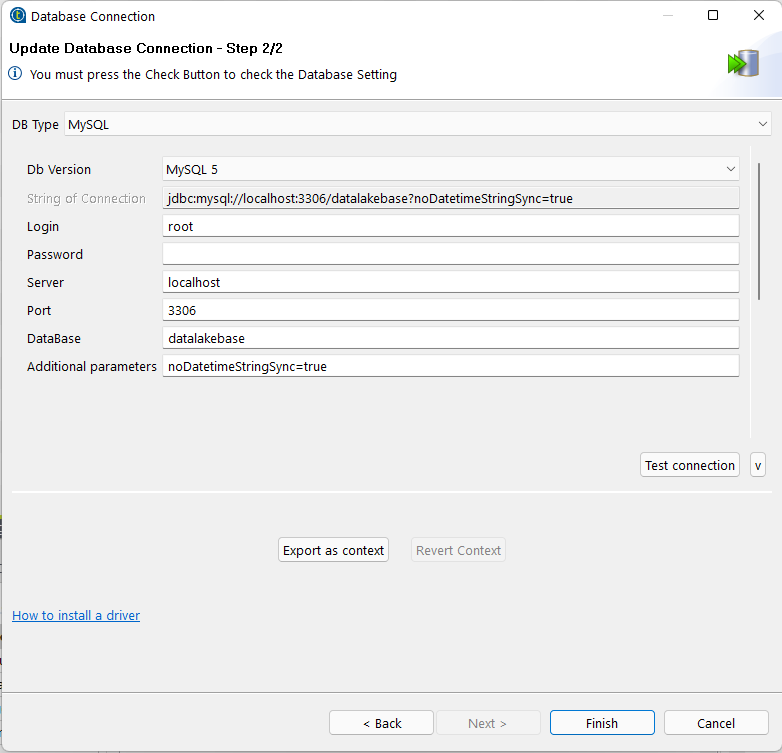 Database Connection
Update Database Connection - Step 2/2
You must press the Check Button to check the Database Setting
DB Type MySQL
Db Version MySQL 5
String of Connection jdbc:mysql://localhost:3306/datalakebase?noDatetimeStringSync=true
Login root
Password
Server localhost
Port 3306
DataBase datalakebase
Additional parameters noDatetimeStringSync=true
Test connection v
Export as context Revert Context
How to install a driver
< Back Next > Finish Cancel